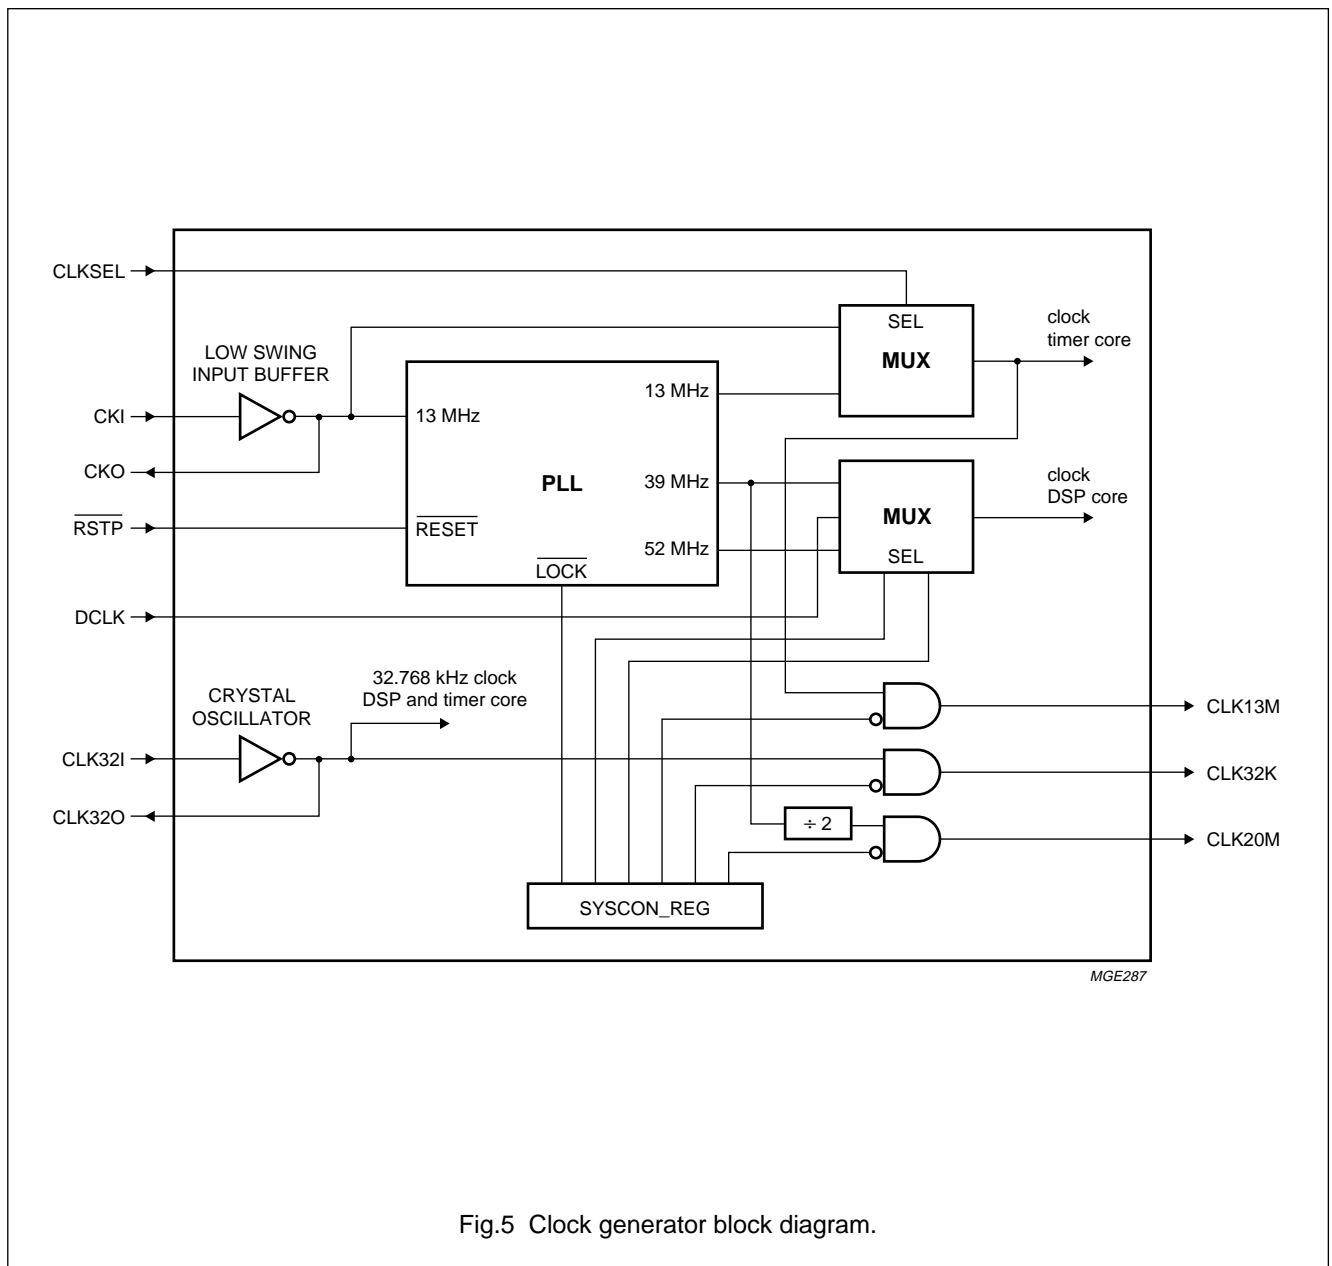 CLKSEL
SEL
MUX
clock
timer core
LOW SWING
INPUT BUFFER
CKI
CKO
13 MHz
13 MHz
PLL
39 MHz
52 MHz
RSTP
RESET
LOCK
MUX
SEL
clock
DSP core
DCLK
32.768 kHz clock
DSP and timer core
CRYSTAL
OSCILLATOR
CLK32I
CLK32O
CLK13M
CLK32K
÷ 2
CLK20M
SYSCON_REG
MGE287
Fig.5 Clock generator block diagram.